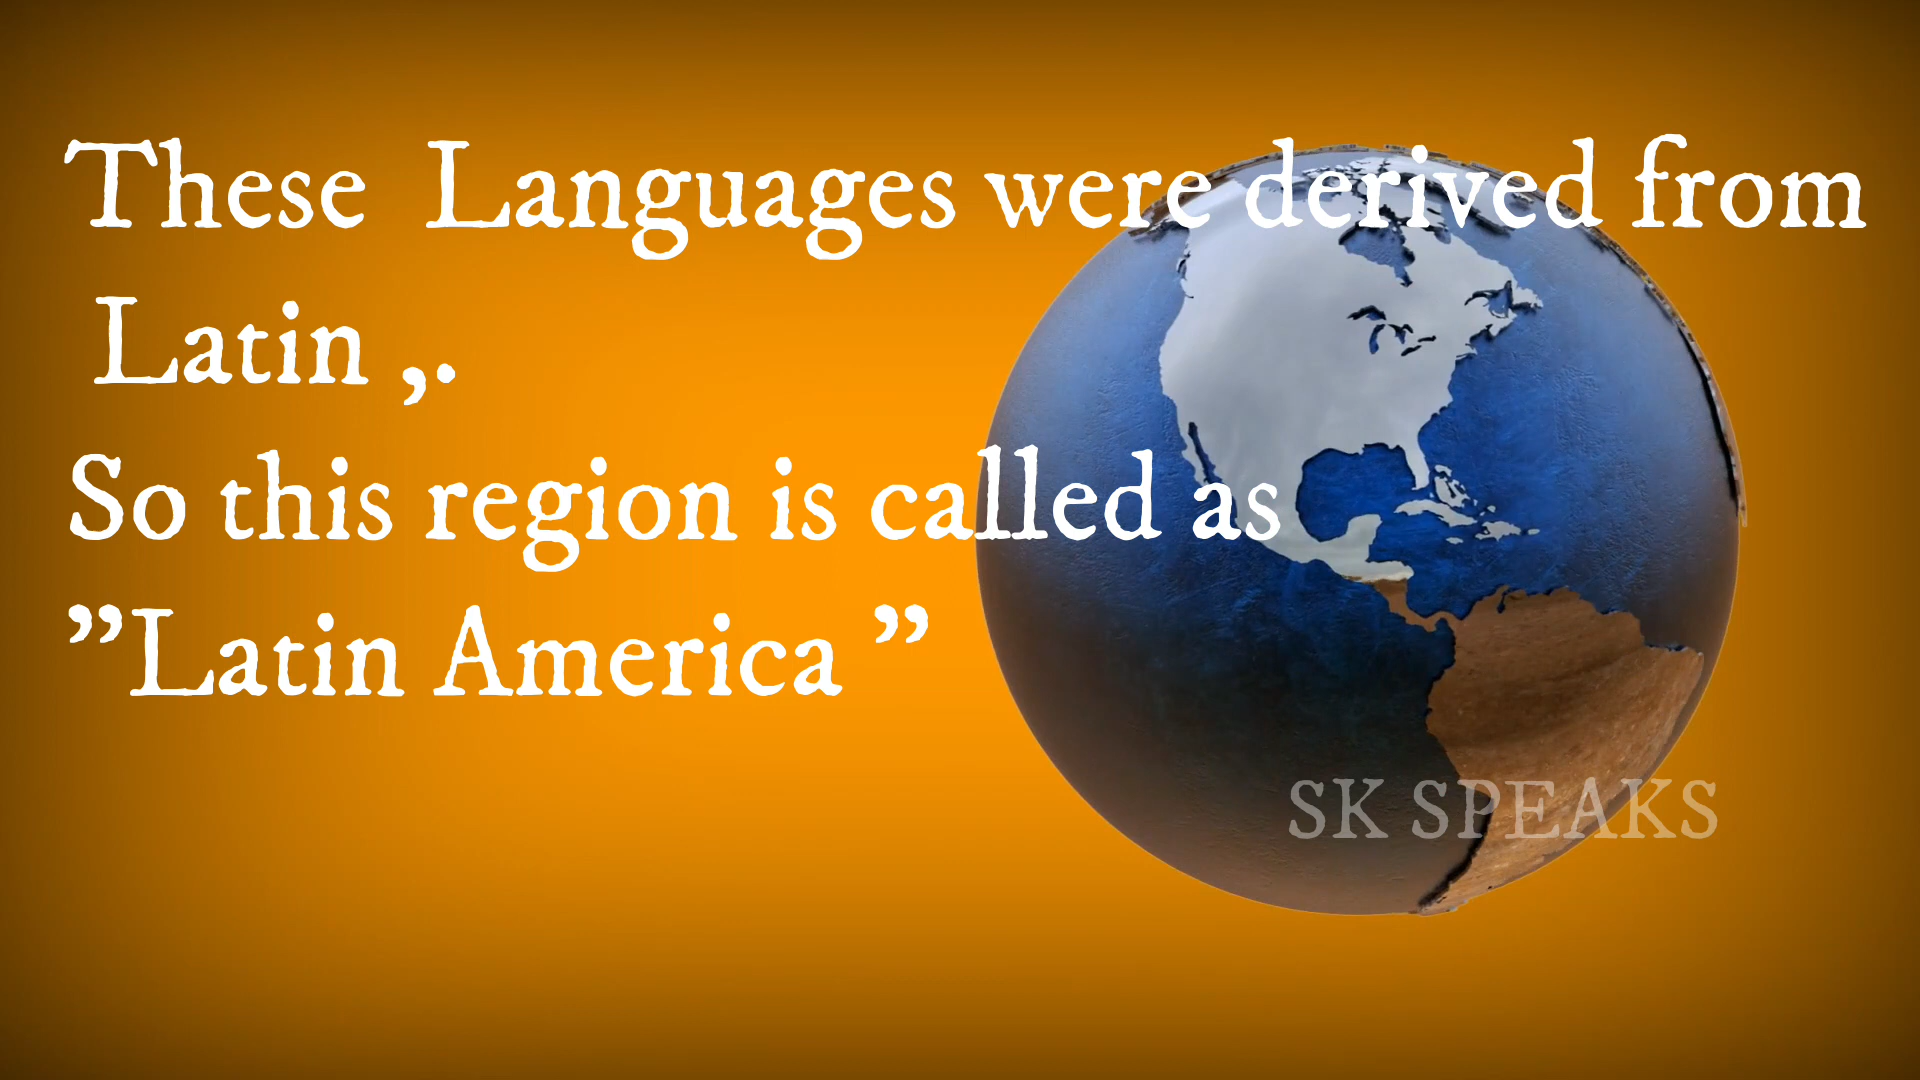 These Languages were derived from
Latin ,.
So this region is called as
”Latin America ”
SK SPEAKS